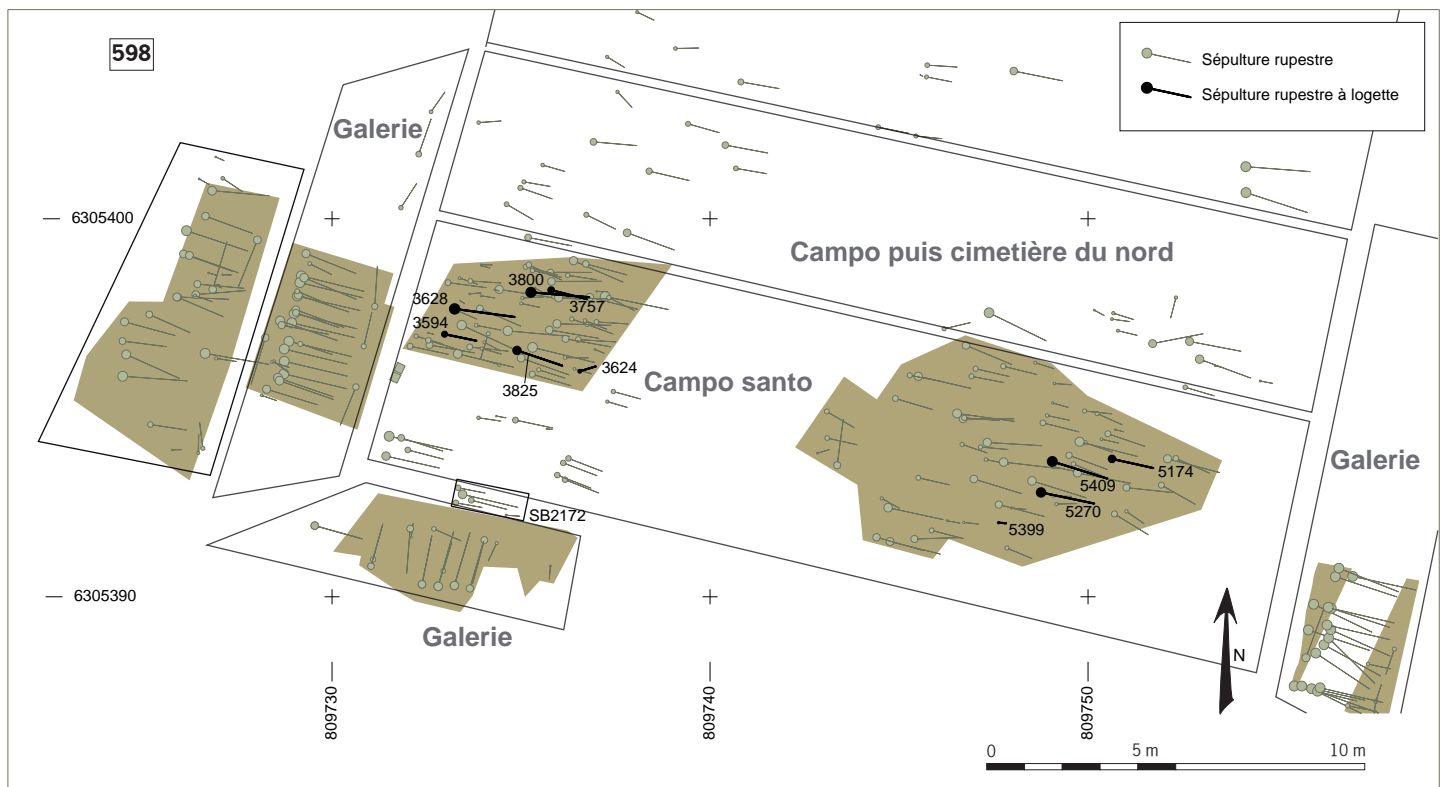 598
Sépulture rupestre
Sépulture rupestre à logette
Galerie
6305400
Campo puis cimetière du nord
3800
3757
3628
3594
3624
3825
Campo santo
Galerie
5174
5409
5270
5399
SB2172
6305390
Galerie
N
809730
809740
809750
0 5 m 10 m